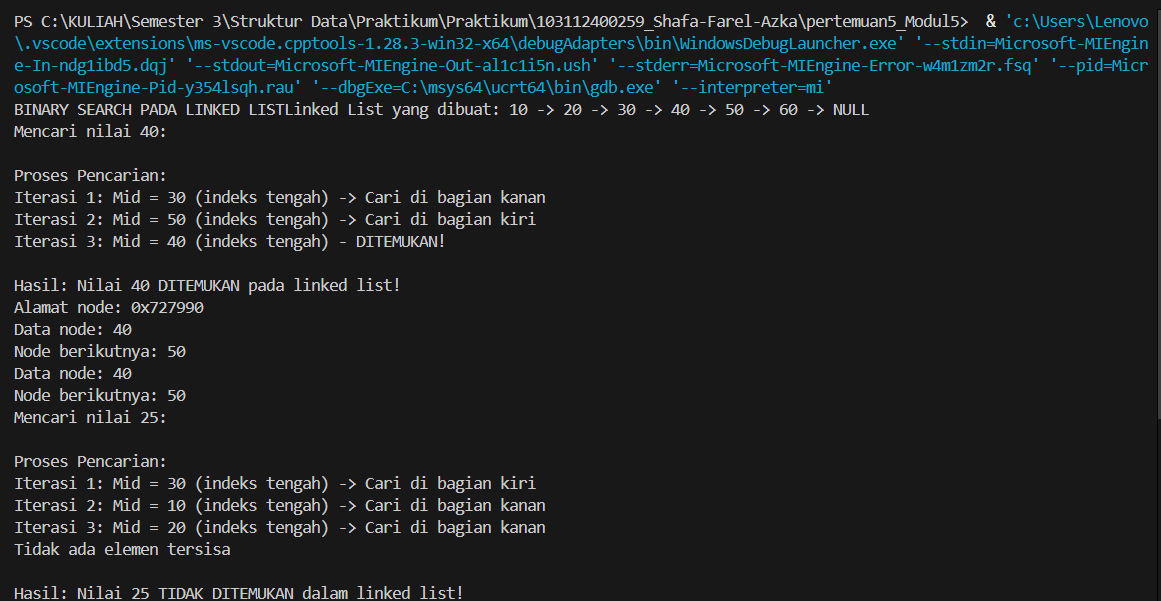 PS C:\KULIAH\Semester 3\Struktur Data\Praktikum\Praktikum\103112400259_Shafa-Farel-Azka\pertemuan5_Modul5>  & 'c:\Users\Lenovo
\.vscode\extensions\ms-vscode.cpptools-1.28.3-win32-x64\debugAdapters\bin\WindowsDebugLauncher.exe' '--stdin=Microsoft-MIEngin
e-In-ndg1ibd5.dqj' '--stdout=Microsoft-MIEngine-Out-al1c1i5n.ush' '--stderr=Microsoft-MIEngine-Error-w4m1zm2r.fsq' '--pid=Micr
osoft-MIEngine-Pid-y354lsqh.rau' '--dbgExe=C:\msys64\ucrt64\bin\gdb.exe' '--interpreter=mi'
BINARY SEARCH PADA LINKED LISTLinked List yang dibuat: 10 -> 20 -> 30 -> 40 -> 50 -> 60 -> NULL
Mencari nilai 40:

Proses Pencarian:
Iterasi 1: Mid = 30 (indeks tengah) -> Cari di bagian kanan
Iterasi 2: Mid = 50 (indeks tengah) -> Cari di bagian kiri
Iterasi 3: Mid = 40 (indeks tengah) - DITEMUKAN!

Hasil: Nilai 40 DITEMUKAN pada linked list!
Alamat node: 0x727990
Data node: 40
Node berikutnya: 50
Data node: 40
Node berikutnya: 50
Mencari nilai 25:

Proses Pencarian:
Iterasi 1: Mid = 30 (indeks tengah) -> Cari di bagian kiri
Iterasi 2: Mid = 10 (indeks tengah) -> Cari di bagian kanan
Iterasi 3: Mid = 20 (indeks tengah) -> Cari di bagian kanan
Tidak ada elemen tersisa

Hasil: Nilai 25 TIDAK DITEMUKAN dalam linked list!